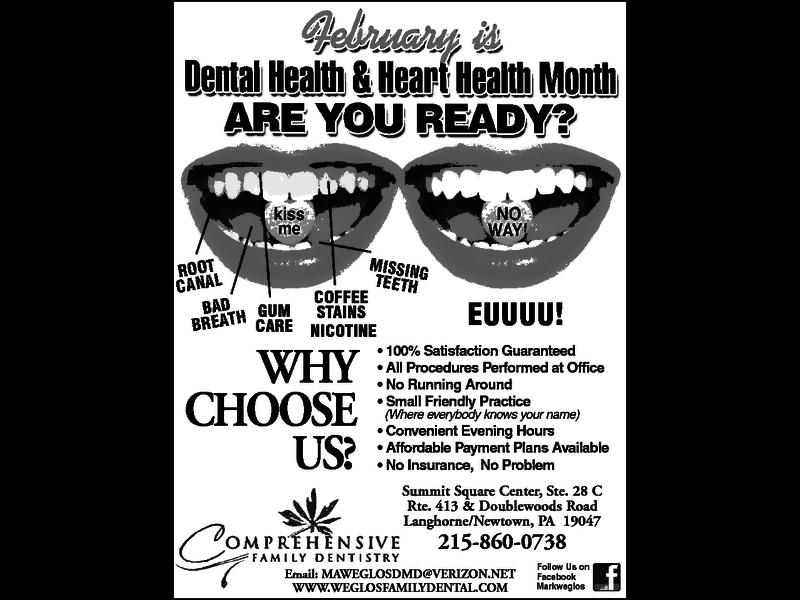 February is
Dental Health & Heart Health Month
ARE YOU READY?
kiss
me
NO
WAY!
ROOT
CANAL
BAD
BREATH
GUM
CARE
COFFEE
STAINS
NICOTINE
MISSING
TEETH
EUUUU!
WHY
CHOOSE
US?
• 100% Satisfaction Guaranteed
• All Procedures Performed at Office
• No Running Around
• Small Friendly Practice
(Where everybody knows your name)
• Convenient Evening Hours
• Affordable Payment Plans Available
• No Insurance, No Problem
Summit Square Center, Ste. 28 C
Rte. 413 & Doublewoods Road
Langhorne/Newtown, PA 19047
215-860-0738
COMPREHENSIVE
FAMILY DENTISTRY
Email: MAWEGLOSDMD@VERIZON.NET
WWW.WEGLOSFAMILYDENTAL.COM
Follow Us on
Facebook
Markweglos
f